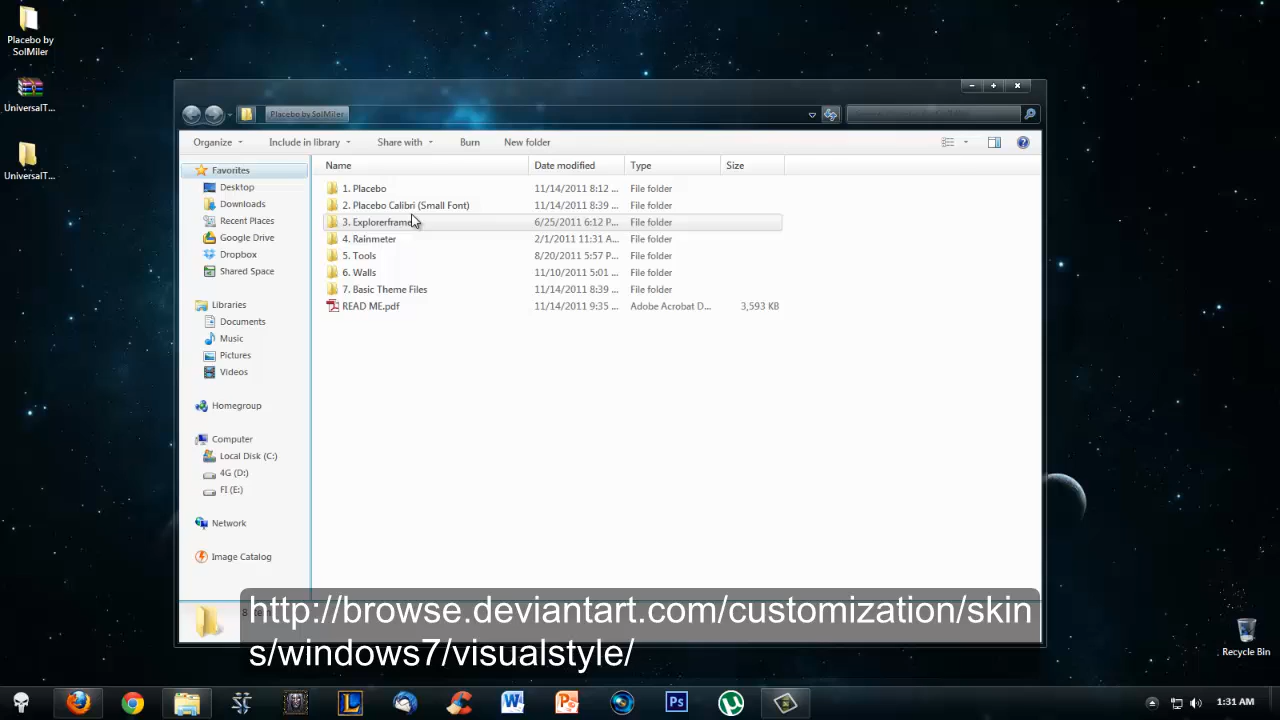 Placebo by
SolMiler
UniversalT...
UniversalT...
Placebo by SolMiler
Organize
Include in library
Share with
Burn
New folder
Name
Date modified
Type
Size
Favorites
Desktop
Downloads
Recent Places
Google Drive
Dropbox
Shared Space
Libraries
Documents
Music
Pictures
Videos
Homegroup
Computer
Local Disk (C:)
4G (D:)
FI (E:)
Network
Image Catalog
1. Placebo 11/14/2011 8:12 ... File folder
2. Placebo Calibri (Small Font) 11/14/2011 8:39 ... File folder
3. Explorerframe 6/25/2011 6:12 P... File folder
4. Rainmeter 2/1/2011 11:31 A... File folder
5. Tools 8/20/2011 5:57 P... File folder
6. Walls 11/10/2011 5:01 ... File folder
7. Basic Theme Files 11/14/2011 8:39 ... File folder
READ ME.pdf 11/14/2011 9:35 ... Adobe Acrobat D... 3,593 KB
http://browse.deviantart.com/customization/skin
s/windows7/visualstyle/
Recycle Bin
1:31 AM